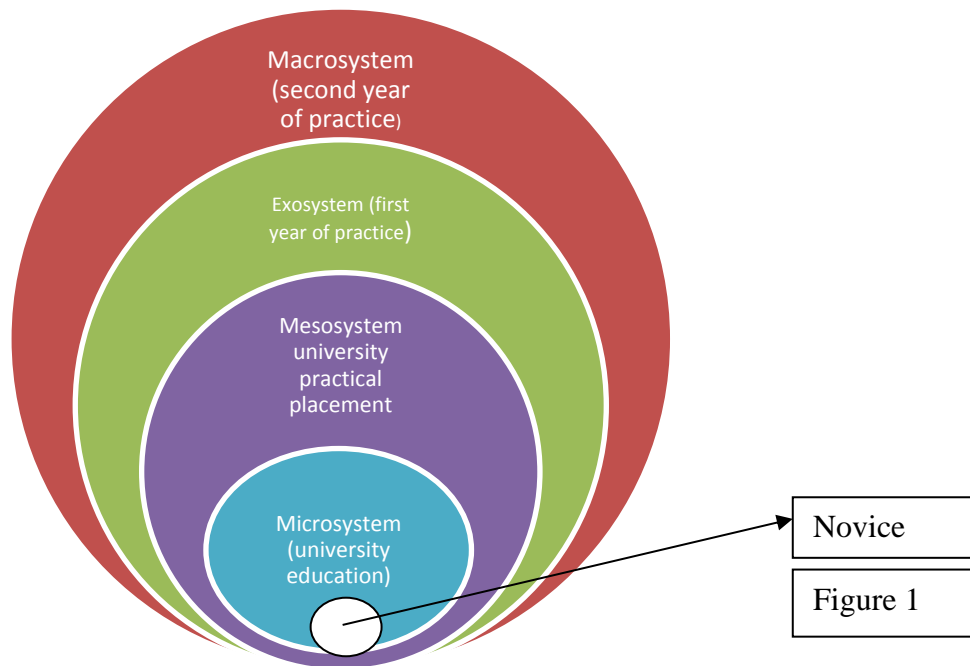 Macrosystem
(second year
of practice)
Exosystem (first
year of practice)
Mesosystem
university
practical
placement
Microsystem
(university
education)
Novice
Figure 1